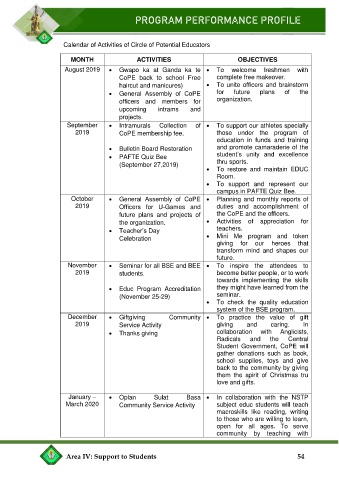 PROGRAM PERFORMANCE PROFILE
Calendar of Activities of Circle of Potential Educators
MONTH ACTIVITIES OBJECTIVES
August 2019
• Gwapo ka at Ganda ka te
CoPE back to school Free
haircut and manicures)
• General Assembly of CoPE
officers and members for
upcoming intrams and
projects.
• To welcome freshmen with
complete free makeover.
• To unite officers and brainstorm
for future plans of the
organization.
September
2019
• Intramurals Collection of
CoPE membership fee.
• Bulletin Board Restoration
• PAFTE Quiz Bee
(September 27,2019)
• To support our athletes specially
those under the program of
education in funds and training
and promote camaraderie of the
student's unity and excellence
thru sports.
• To restore and maintain EDUC
Room.
• To support and represent our
campus in PAFTE Quiz Bee.
October
2019
• General Assembly of CoPE
Officers for U-Games and
future plans and projects of
the organization.
• Teacher's Day
Celebration
• Planning and monthly reports of
duties and accomplishment of
the CoPE and the officers.
• Activities of appreciation for
teachers.
• Mini Me program and token
giving for our heroes that
transform mind and shapes our
future.
November
2019
• Seminar for all BSE and BEE
students.
• Educ Program Accreditation
(November 25-29)
• To inspire the attendees to
become better people, or to work
towards implementing the skills
they might have learned from the
seminar.
• To check the quality education
system of the BSE program.
December
2019
• Giftgiving Community
Service Activity
• Thanks giving
• To practice the value of gift
giving and caring. In
collaboration with Anglicists,
Radicals and the Central
Student Government, CoPE will
gather donations such as book,
school supplies, toys and give
back to the community by giving
them the spirit of Christmas tru
love and gifts.
January –
March 2020
• Oplan Sulat Basa
Community Service Activity
• In collaboration with the NSTP
subject educ students will teach
macroskills like reading, writing
to those who are willing to learn,
open for all ages. To serve
community by teaching with
Area IV: Support to Students 54